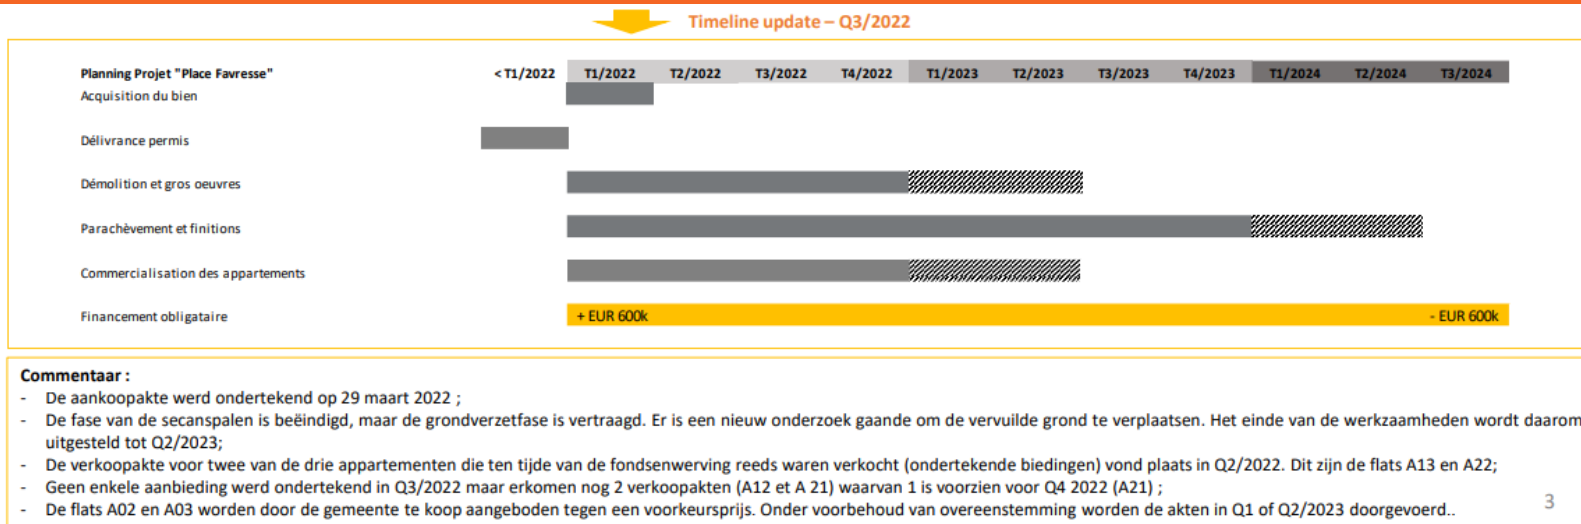 Timeline update – Q3/2022
Planning Projet "Place Favresse" < T1/2022 T1/2022 T2/2022 T3/2022 T4/2022 T1/2023 T2/2023 T3/2023 T4/2023 T1/2024 T2/2024 T3/2024
Acquisition du bien
Délivrance permis
Démolition et gros oeuvres
Parachèvement et finitions
Commercialisation des appartements
Financement obligataire + EUR 600k - EUR 600k
Commentaar :
- De aankoopakte werd ondertekend op 29 maart 2022 ;
- De fase van de secanspalen is beëindigd, maar de grondverzetfase is vertraagd. Er is een nieuw onderzoek gaande om de vervuilde grond te verplaatsen. Het einde van de werkzaamheden wordt daarom
uitgesteld tot Q2/2023;
- De verkoopakte voor twee van de drie appartementen die ten tijde van de fondsenwerving reeds waren verkocht (ondertekende biedingen) vond plaats in Q2/2022. Dit zijn de flats A13 en A22;
- Geen enkele aanbieding werd ondertekend in Q3/2022 maar erkomen nog 2 verkoopakten (A12 et A 21) waarvan 1 is voorzien voor Q4 2022 (A21) ;
- De flats A02 en A03 worden door de gemeente te koop aangeboden tegen een voorkeursprijs. Onder voorbehoud van overeenstemming worden de akten in Q1 of Q2/2023 doorgevoerd..
3